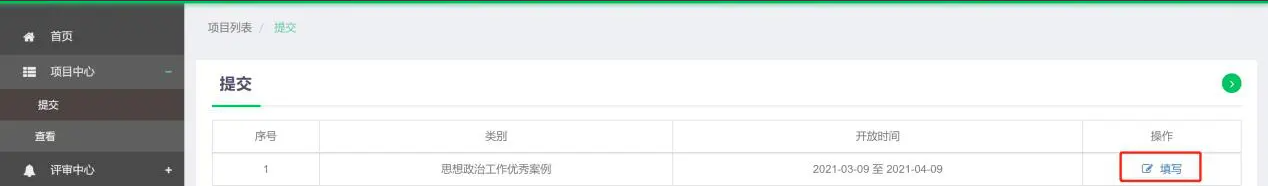 首页
项目中心
提交
查看
评审中心
项目列表 / 提交
提交
序号 类别 开放时间 操作
1 思想政治工作优秀案例 2021-03-09 至 2021-04-09 填写